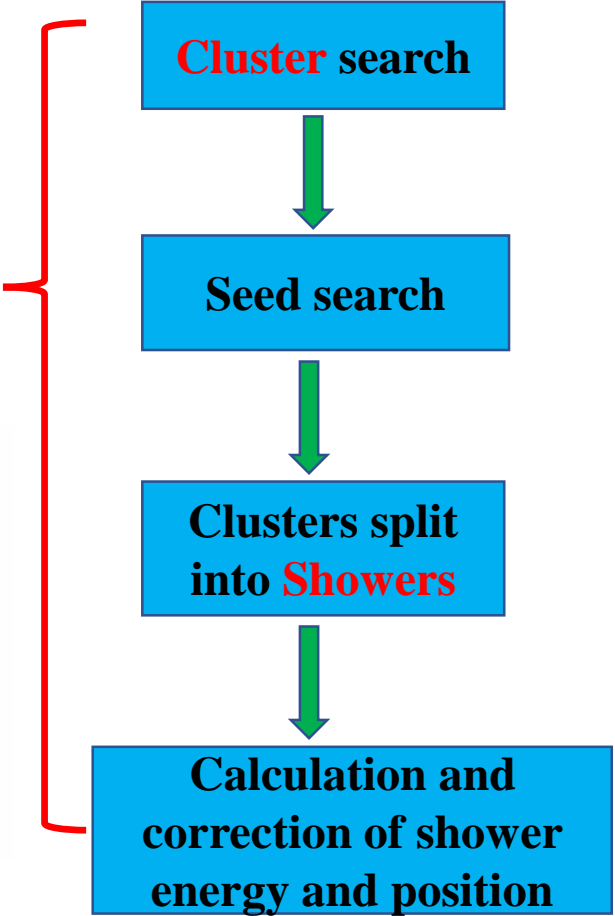 Cluster search
Seed search
Clusters split
into Showers
Calculation and
correction of shower
energy and position